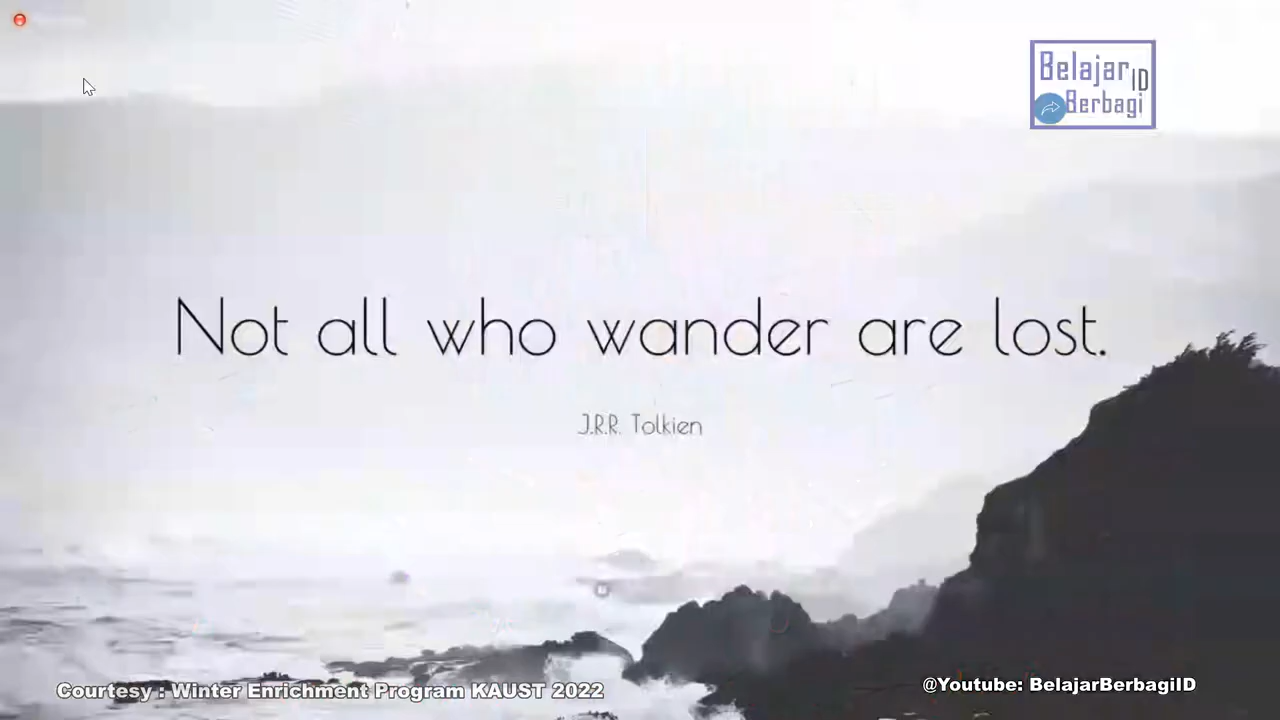 Belajar ID
Berbagi
Not all who wander are lost.
J.R.R. Tolkien
Courtesy : Winter Enrichment Program KAUST 2022
@Youtube: BelajarBerbagiID